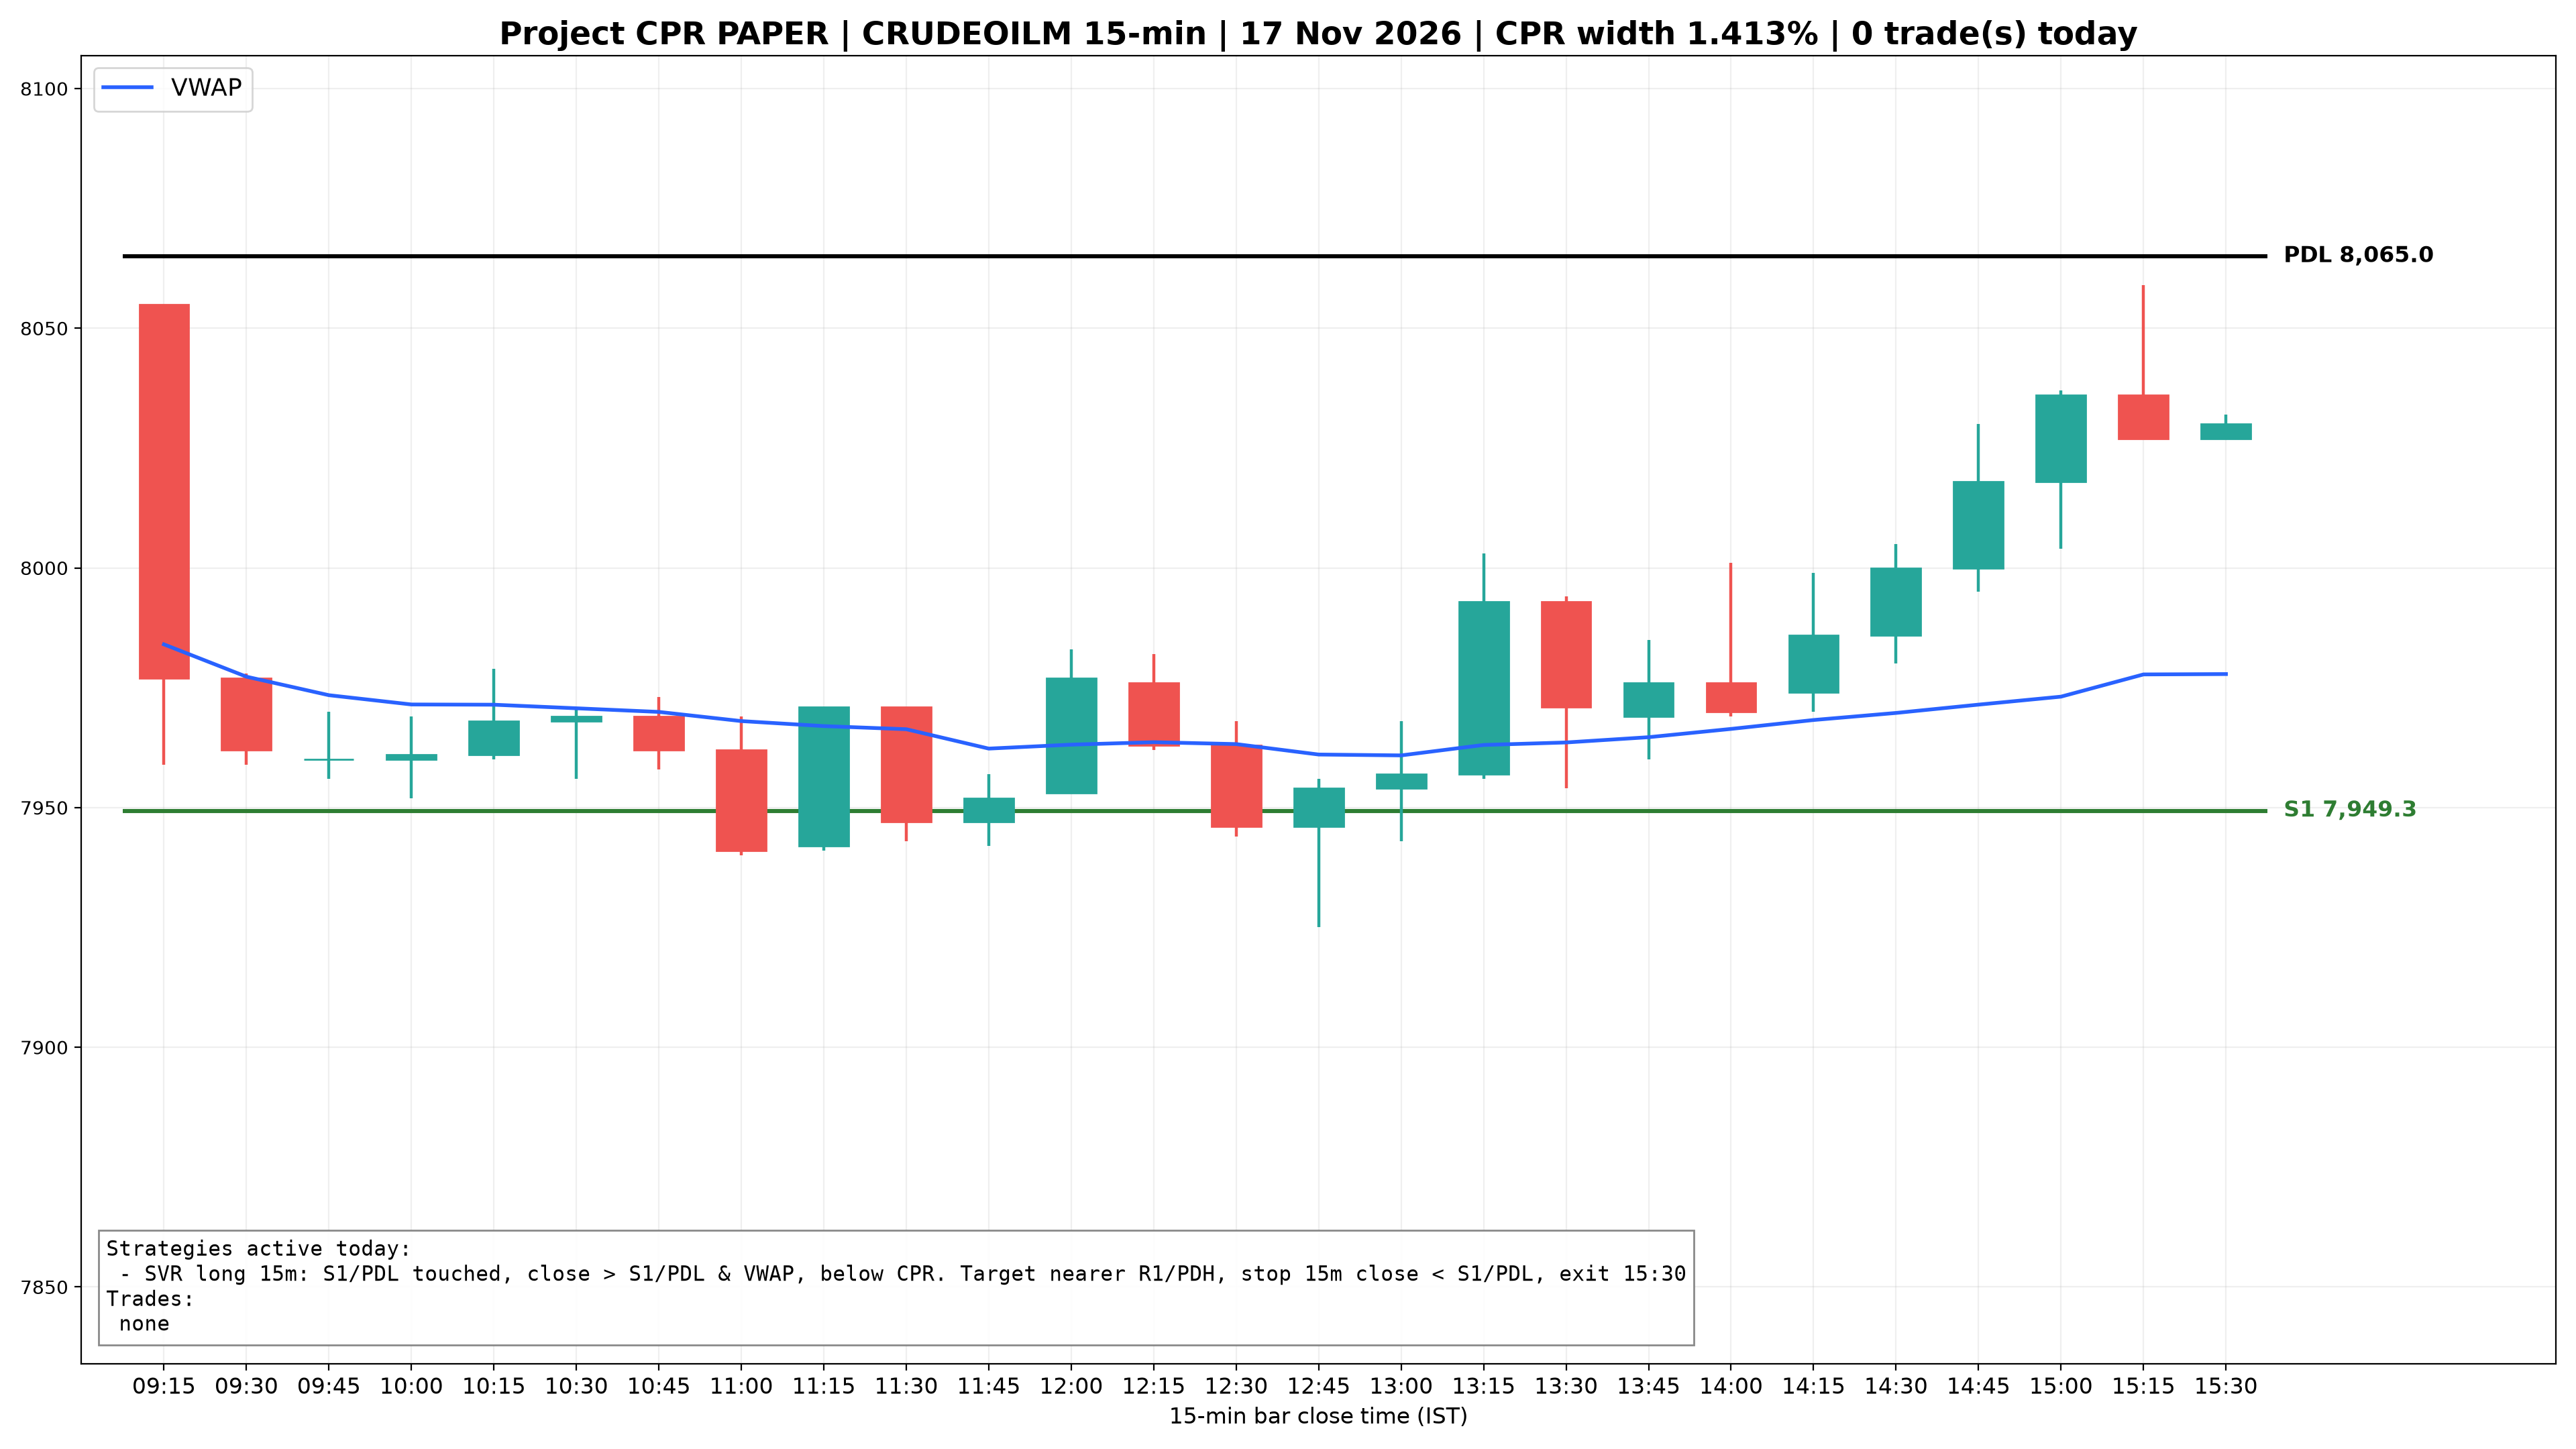 Project CPR PAPER | CRUDEOILM 15-min | 17 Nov 2026 | CPR width 1.413% | 0 trade(s) today
VWAP
8100
8050
8000
7950
7900
7850
PDL 8,065.0
S1 7,949.3
Strategies active today:
- SVR long 15m: S1/PDL touched, close > S1/PDL & VWAP, below CPR. Target nearer R1/PDH, stop 15m close < S1/PDL, exit 15:30
Trades:
none
09:15 09:30 09:45 10:00 10:15 10:30 10:45 11:00 11:15 11:30 11:45 12:00 12:15 12:30 12:45 13:00 13:15 13:30 13:45 14:00 14:15 14:30 14:45 15:00 15:15 15:30
15-min bar close time (IST)